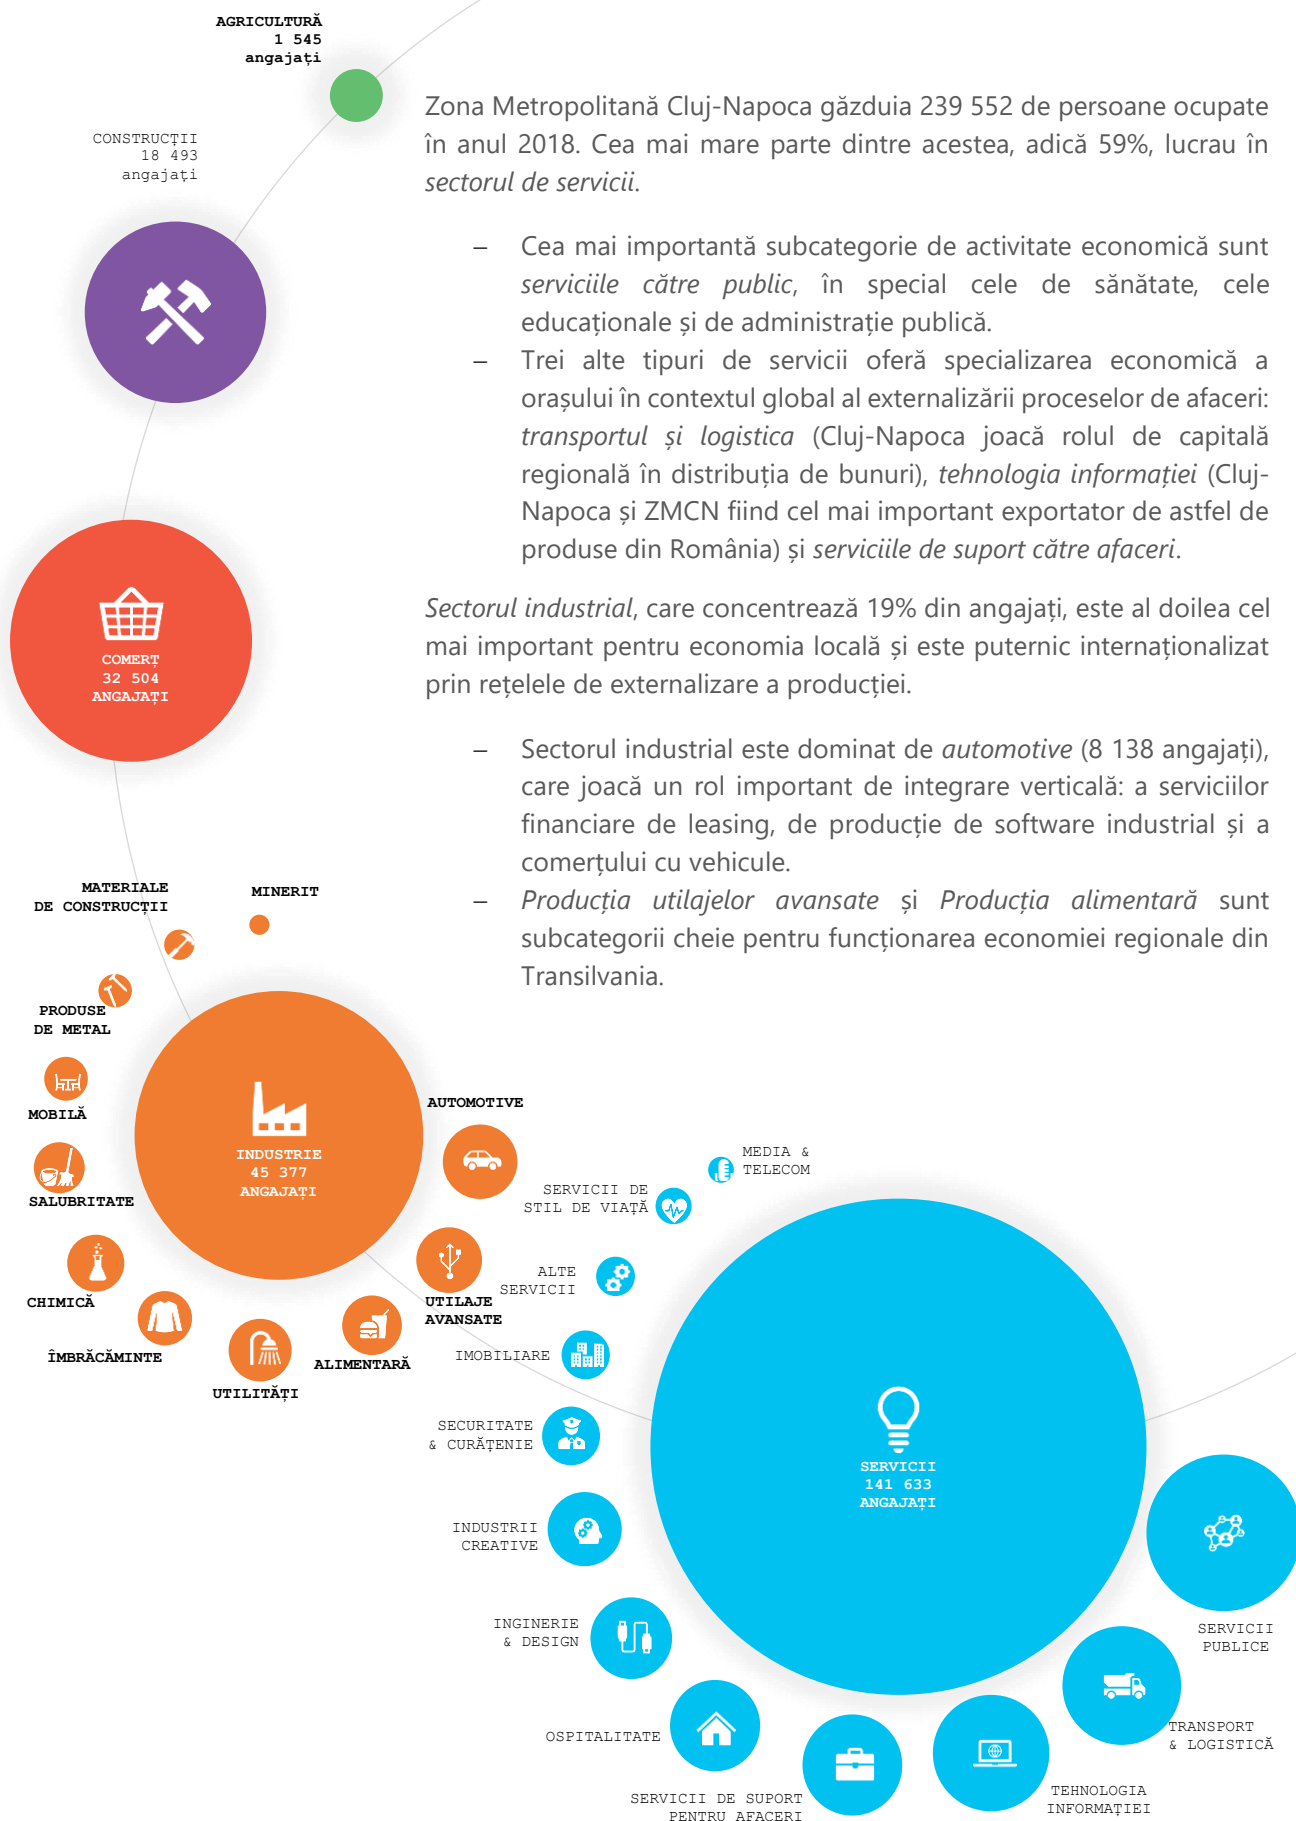 AGRICULTURĂ
1 545
angajați
CONSTRUCȚII
18 493
angajați
Zona Metropolitană Cluj-Napoca găzduia 239 552 de persoane ocupate
în anul 2018. Cea mai mare parte dintre acestea, adică 59%, lucrau în
sectorul de servicii.
– Cea mai importantă subcategorie de activitate economică sunt
serviciile către public, în special cele de sănătate, cele
educaționale și de administrație publică.
– Trei alte tipuri de servicii oferă specializarea economică a
orașului în contextul global al externalizării proceselor de afaceri:
transportul și logistica (Cluj-Napoca joacă rolul de capitală
regională în distribuția de bunuri), tehnologia informației (Cluj-
Napoca și ZMCN fiind cel mai important exportator de astfel de
produse din România) și serviciile de suport către afaceri.
COMERȚ
32 504
ANGAJAȚI
Sectorul industrial, care concentrează 19% din angajați, este al doilea cel
mai important pentru economia locală și este puternic internaționalizat
prin rețelele de externalizare a producției.
– Sectorul industrial este dominat de automotive (8 138 angajați),
care joacă un rol important de integrare verticală: a serviciilor
financiare de leasing, de producție de software industrial și a
comerțului cu vehicule.
– Producția utilajelor avansate și Producția alimentară sunt
subcategorii cheie pentru funcționarea economiei regionale din
Transilvania.
MATERIALE
DE CONSTRUCȚII
MINERIT
PRODUSE
DE METAL
MOBILĂ
SALUBRITATE
CHIMICĂ
ÎMBRĂCĂMINTE
UTILITĂȚI
ALIMENTARĂ
UTILAJE
AVANSATE
AUTOMOTIVE
INDUSTRIE
45 377
ANGAJAȚI
MEDIA &
TELECOM
SERVICII DE
STIL DE VIAȚĂ
ALTE
SERVICII
IMOBILIARE
SECURITATE
& CURĂȚENIE
INDUSTRII
CREATIVE
INGINERIE
& DESIGN
OSPITALITATE
SERVICII DE SUPORT
PENTRU AFACERI
TEHNOLOGIA
INFORMAȚIEI
TRANSPORT
& LOGISTICĂ
SERVICII
PUBLICE
SERVICII
141 633
ANGAJAȚI